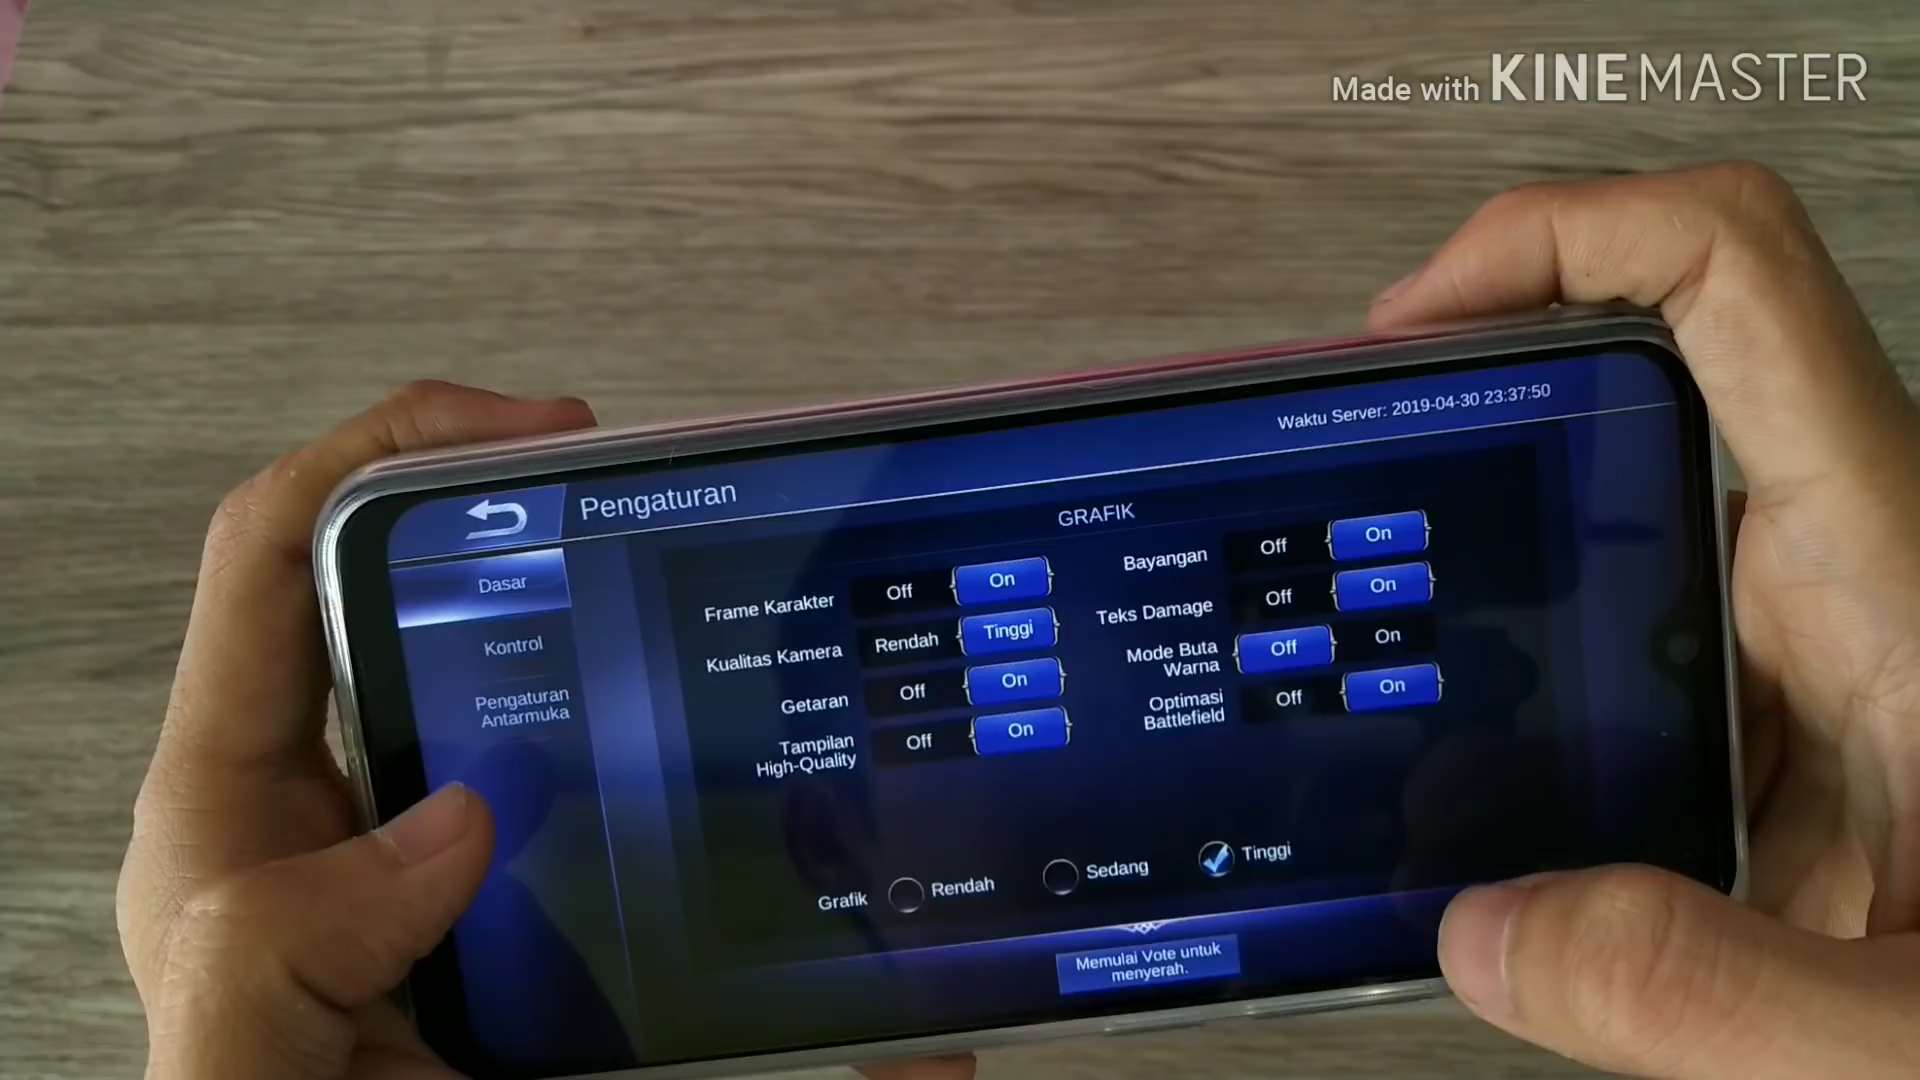 Made with KINEMASTER
Waktu Server: 2019-04-30 23:37:50
Pengaturan
GRAFIK
Dasar
Kontrol
Pengaturan
Antarmuka
Frame Karakter Off On
Kualitas Kamera Rendah Tinggi
Getaran Off On
Tampilan
High-Quality Off On
Bayangan Off On
Teks Damage Off On
Mode Buta
Warna Off On
Optimasi
Battlefield Off On
Grafik Rendah Sedang Tinggi
Memulai Vote untuk
menyerah.